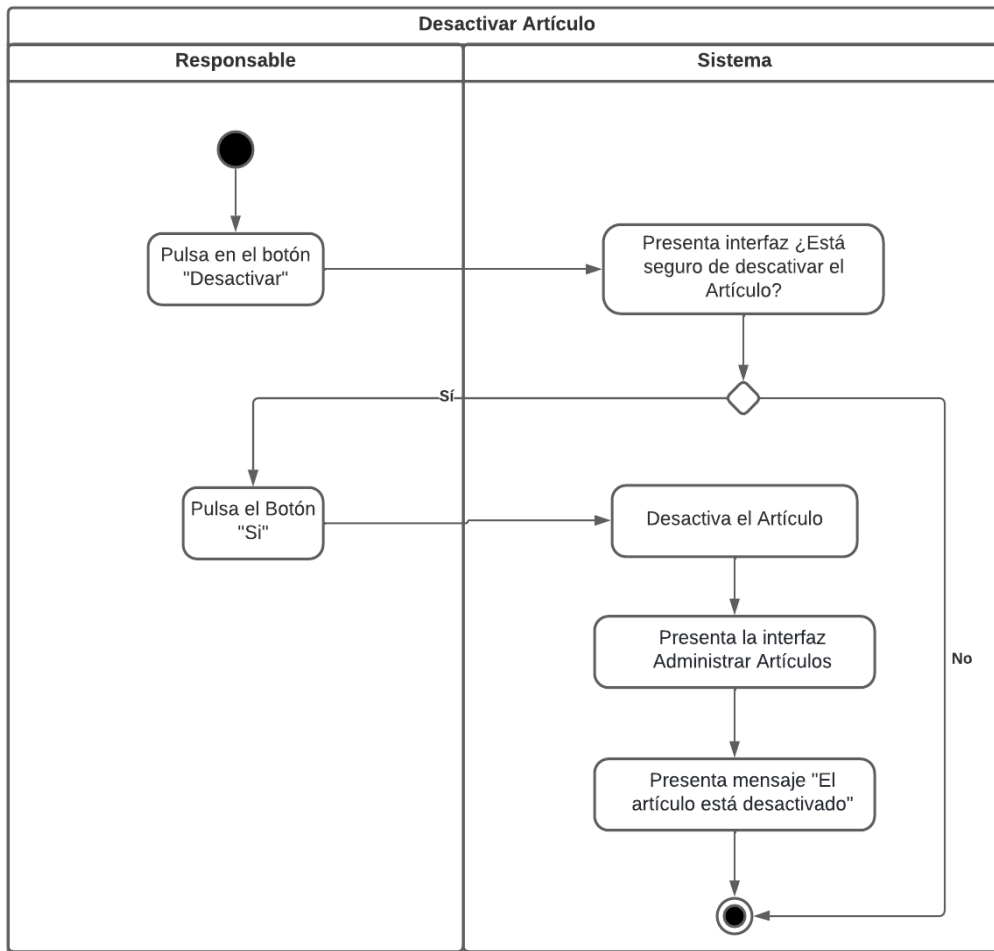 Desactivar Artículo
Responsable
Sistema
Pulsa en el botón
"Desactivar"
Presenta interfaz ¿Está
seguro de descativar el
Artículo?
Sí
Pulsa el Botón
"Si"
Desactiva el Artículo
Presenta la interfaz
Administrar Artículos
No
Presenta mensaje "El
artículo está desactivado"